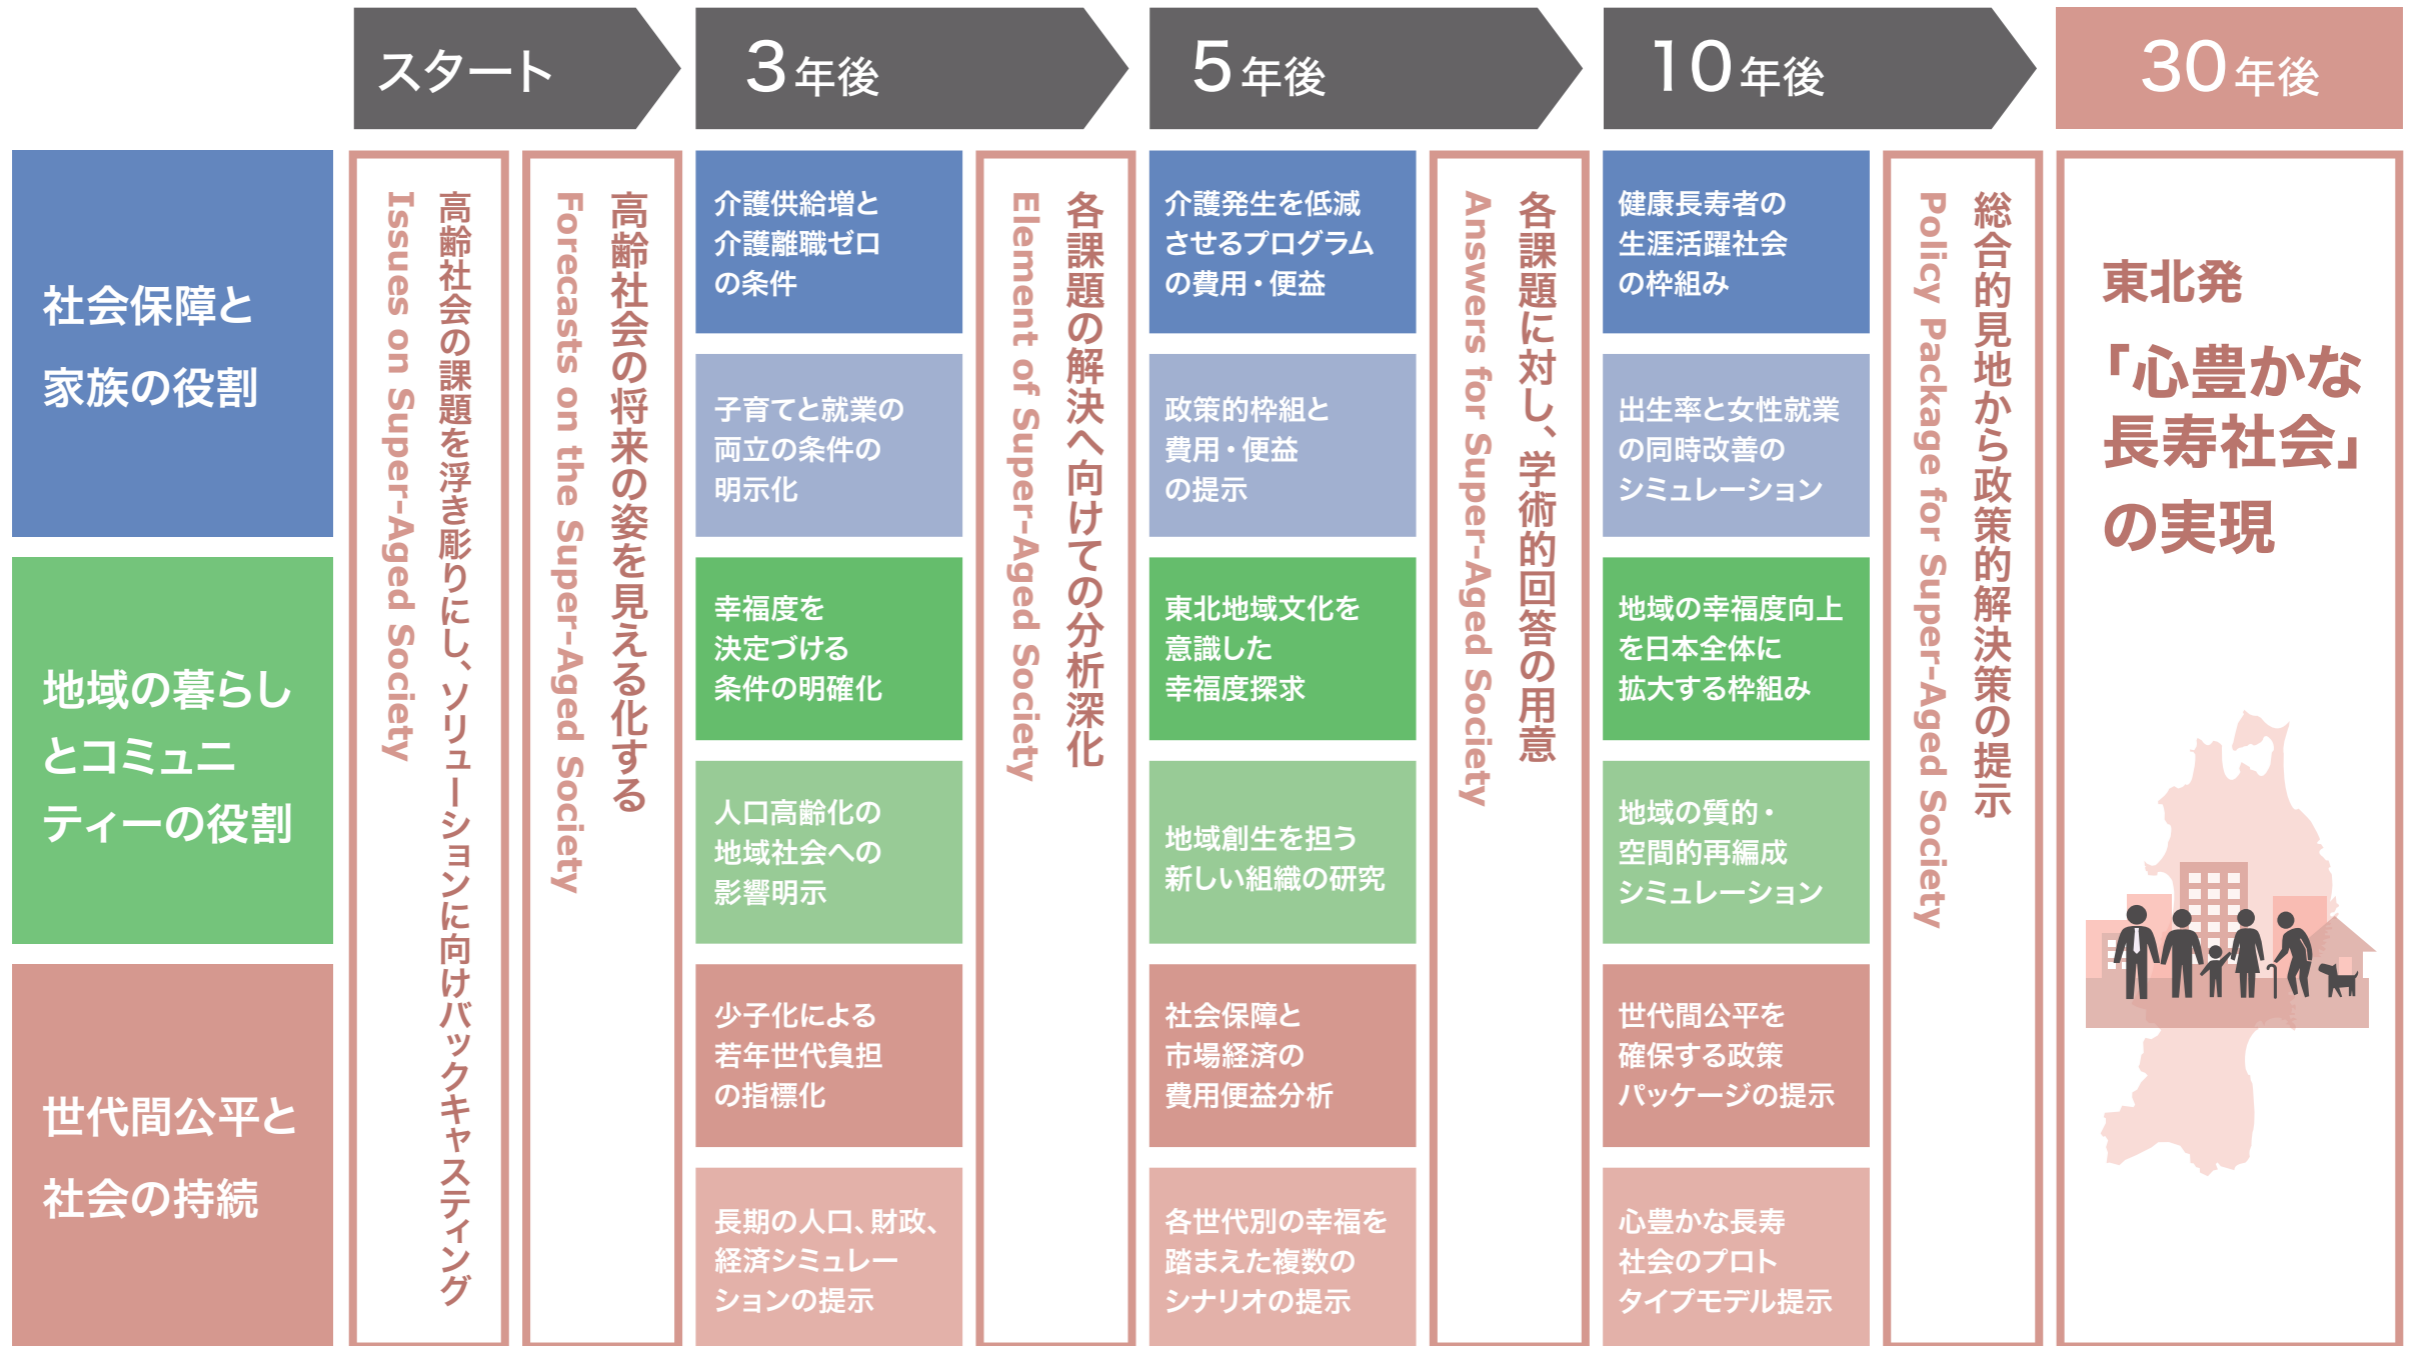 スタート
3年後
5年後
10年後
30年後
社会保障と
家族の役割
地域の暮らし
とコミュニ
ティーの役割
世代間公平と
社会の持続
高齢社会の課題を浮き彫りにし、ソリューションに向けバックキャスティング
Issues on Super-Aged Society
高齢社会の将来の姿を見える化する
Forecasts on the Super-Aged Society
介護供給増と
介護離職ゼロ
の条件
子育てと就業の
両立の条件の
明示化
幸福度を
決定づける
条件の明確化
人口高齢化の
地域社会への
影響明示
少子化による
若年世代負担
の指標化
長期の人口、財政、
経済シミュレー
ションの提示
各課題の解決へ向けての分析深化
Element of Super-Aged Society
介護発生を低減
させるプログラム
の費用・便益
政策的枠組と
費用・便益
の提示
東北地域文化を
意識した
幸福度探求
地域創生を担う
新しい組織の研究
社会保障と
市場経済の
費用便益分析
各世代別の幸福を
踏まえた複数の
シナリオの提示
各課題に対し、学術的回答の用意
Answers for Super-Aged Society
健康長寿者の
生涯活躍社会
の枠組み
出生率と女性就業
の同時改善の
シミュレーション
地域の幸福度向上
を日本全体に
拡大する枠組み
地域の質的・
空間的再編成
シミュレーション
世代間公平を
確保する政策
パッケージの提示
心豊かな長寿
社会のプロト
タイプモデル提示
総合的見地から政策的解決策の提示
Policy Package for Super-Aged Society
東北発
「心豊かな
長寿社会」
の実現